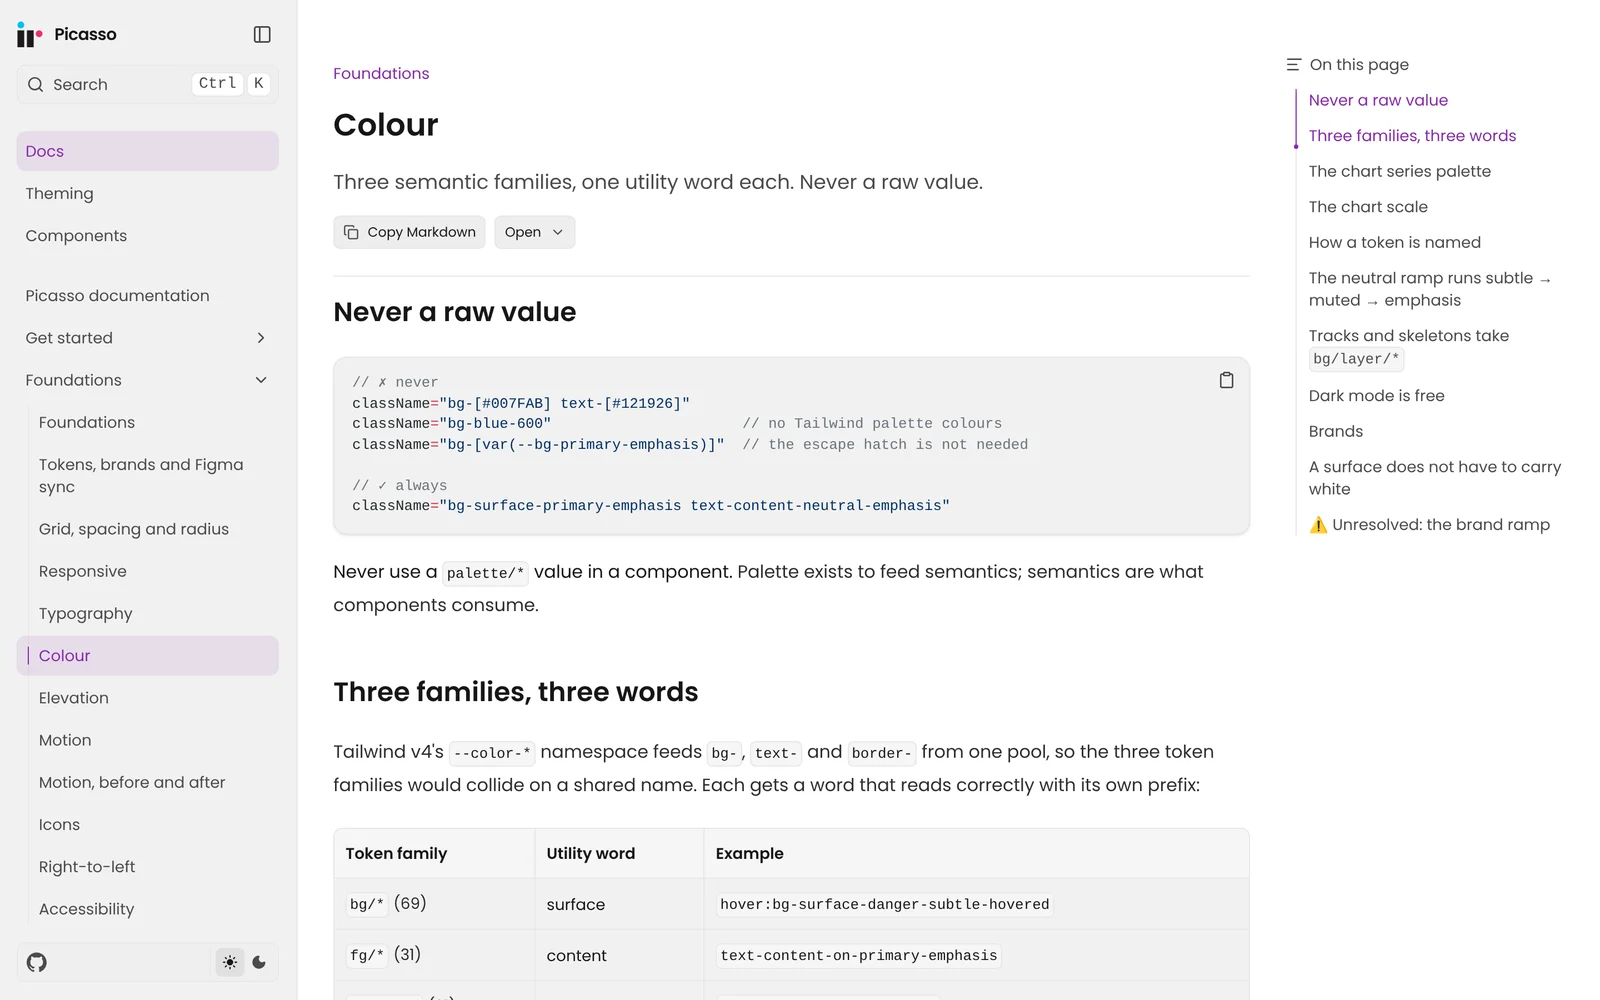 Picasso
Search Ctrl K
Docs
Theming
Components
Picasso documentation
Get started
Foundations
Foundations
Tokens, brands and Figma
sync
Grid, spacing and radius
Responsive
Typography
Colour
Elevation
Motion
Motion, before and after
Icons
Right-to-left
Accessibility
Foundations
Colour
Three semantic families, one utility word each. Never a raw value.
Copy Markdown Open
Never a raw value
// ✗ never
className="bg-[#007FAB] text-[#121926]"
className="bg-blue-600" // no Tailwind palette colours
className="bg-[var(--bg-primary-emphasis)]" // the escape hatch is not needed
// ✓ always
className="bg-surface-primary-emphasis text-content-neutral-emphasis"
Never use a palette/* value in a component. Palette exists to feed semantics; semantics are what
components consume.
Three families, three words
Tailwind v4's --color-* namespace feeds bg-, text- and border- from one pool, so the three token
families would collide on a shared name. Each gets a word that reads correctly with its own prefix:
Token family Utility word Example
bg/* (69) surface hover:bg-surface-danger-subtle-hovered
fg/* (31) content text-content-on-primary-emphasis
On this page
Never a raw value
Three families, three words
The chart series palette
The chart scale
How a token is named
The neutral ramp runs subtle →
muted → emphasis
Tracks and skeletons take
bg/layer/*
Dark mode is free
Brands
A surface does not have to carry
white
⚠️ Unresolved: the brand ramp